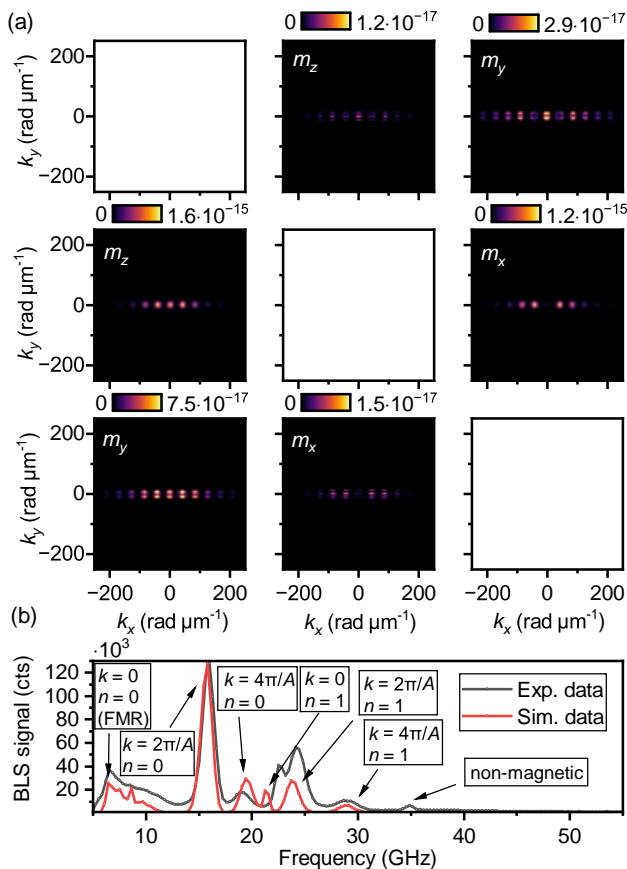 (a)
0 1.2·10⁻¹⁷
0 2.9·10⁻¹⁷
k_y (rad µm⁻¹)
200
0
−200
m_z
m_y
0 1.6·10⁻¹⁵
0 1.2·10⁻¹⁵
k_y (rad µm⁻¹)
200
0
−200
m_z
m_x
0 7.5·10⁻¹⁷
0 1.5·10⁻¹⁷
k_y (rad µm⁻¹)
200
0
−200
m_y
m_x
−200 0 200
−200 0 200
−200 0 200
k_x (rad µm⁻¹)
k_x (rad µm⁻¹)
k_x (rad µm⁻¹)
(b)
·10³
BLS signal (cts)
120
100
80
60
40
20
k = 0
n = 0
(FMR)
k = 2π/A
n = 0
k = 4π/A
n = 0
k = 0
n = 1
k = 2π/A
n = 1
k = 4π/A
n = 1
non-magnetic
Exp. data
Sim. data
10 20 30 40 50
Frequency (GHz)